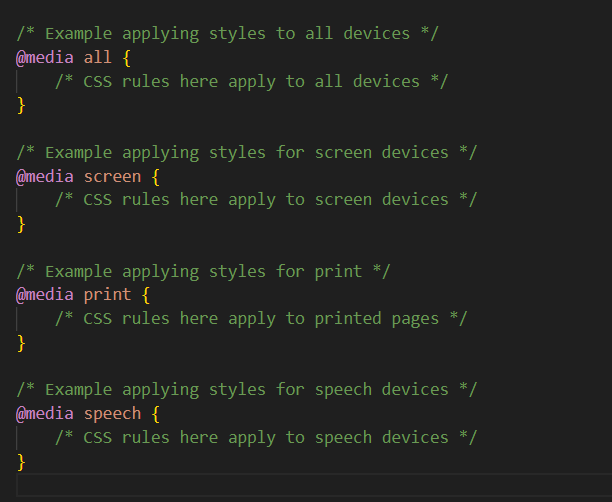 /* Example applying styles to all devices */
@media all {
    /* CSS rules here apply to all devices */
}

/* Example applying styles for screen devices */
@media screen {
    /* CSS rules here apply to screen devices */
}

/* Example applying styles for print */
@media print {
    /* CSS rules here apply to printed pages */
}

/* Example applying styles for speech devices */
@media speech {
    /* CSS rules here apply to speech devices */
}